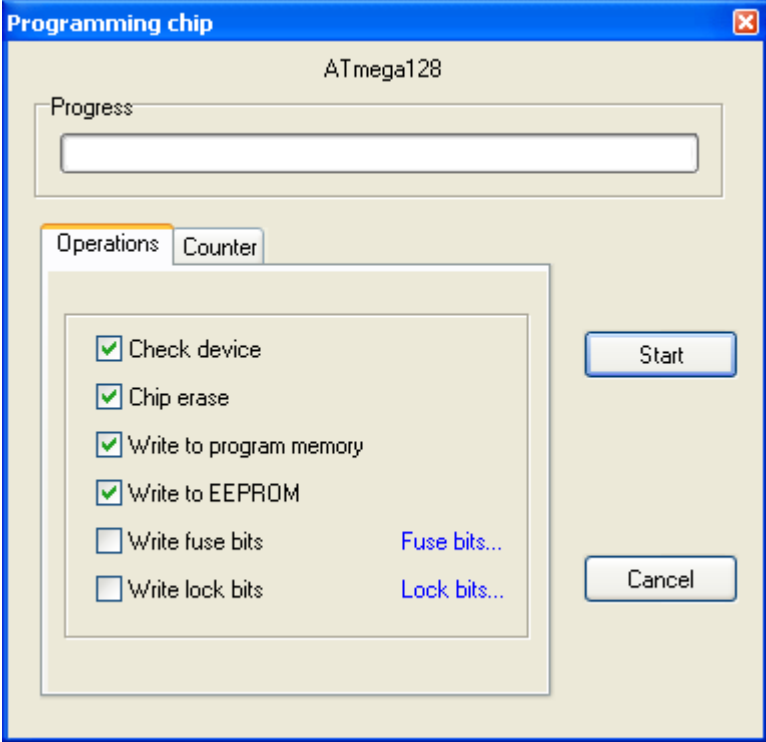 Programming chip
ATmega128
Progress
Operations
Counter
Check device
Start
Chip erase
Write to program memory
Write to EEPROM
Write fuse bits Fuse bits...
Write lock bits Lock bits...
Cancel